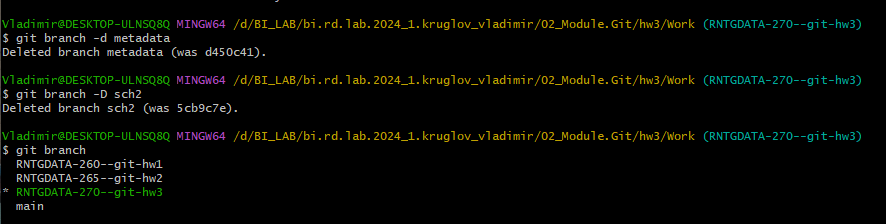 Vladimir@DESKTOP-ULNSQ8Q MINGW64 /d/BI_LAB/bi.rd.lab.2024_1.kruglov_vladimir/02_Module.Git/hw3/Work (RNTGDATA-270--git-hw3)
$ git branch -d metadata
Deleted branch metadata (was d450c41).
Vladimir@DESKTOP-ULNSQ8Q MINGW64 /d/BI_LAB/bi.rd.lab.2024_1.kruglov_vladimir/02_Module.Git/hw3/Work (RNTGDATA-270--git-hw3)
$ git branch -D sch2
Deleted branch sch2 (was 5cb9c7e).
Vladimir@DESKTOP-ULNSQ8Q MINGW64 /d/BI_LAB/bi.rd.lab.2024_1.kruglov_vladimir/02_Module.Git/hw3/Work (RNTGDATA-270--git-hw3)
$ git branch
RNTGDATA-260--git-hw1
RNTGDATA-265--git-hw2
* RNTGDATA-270--git-hw3
main